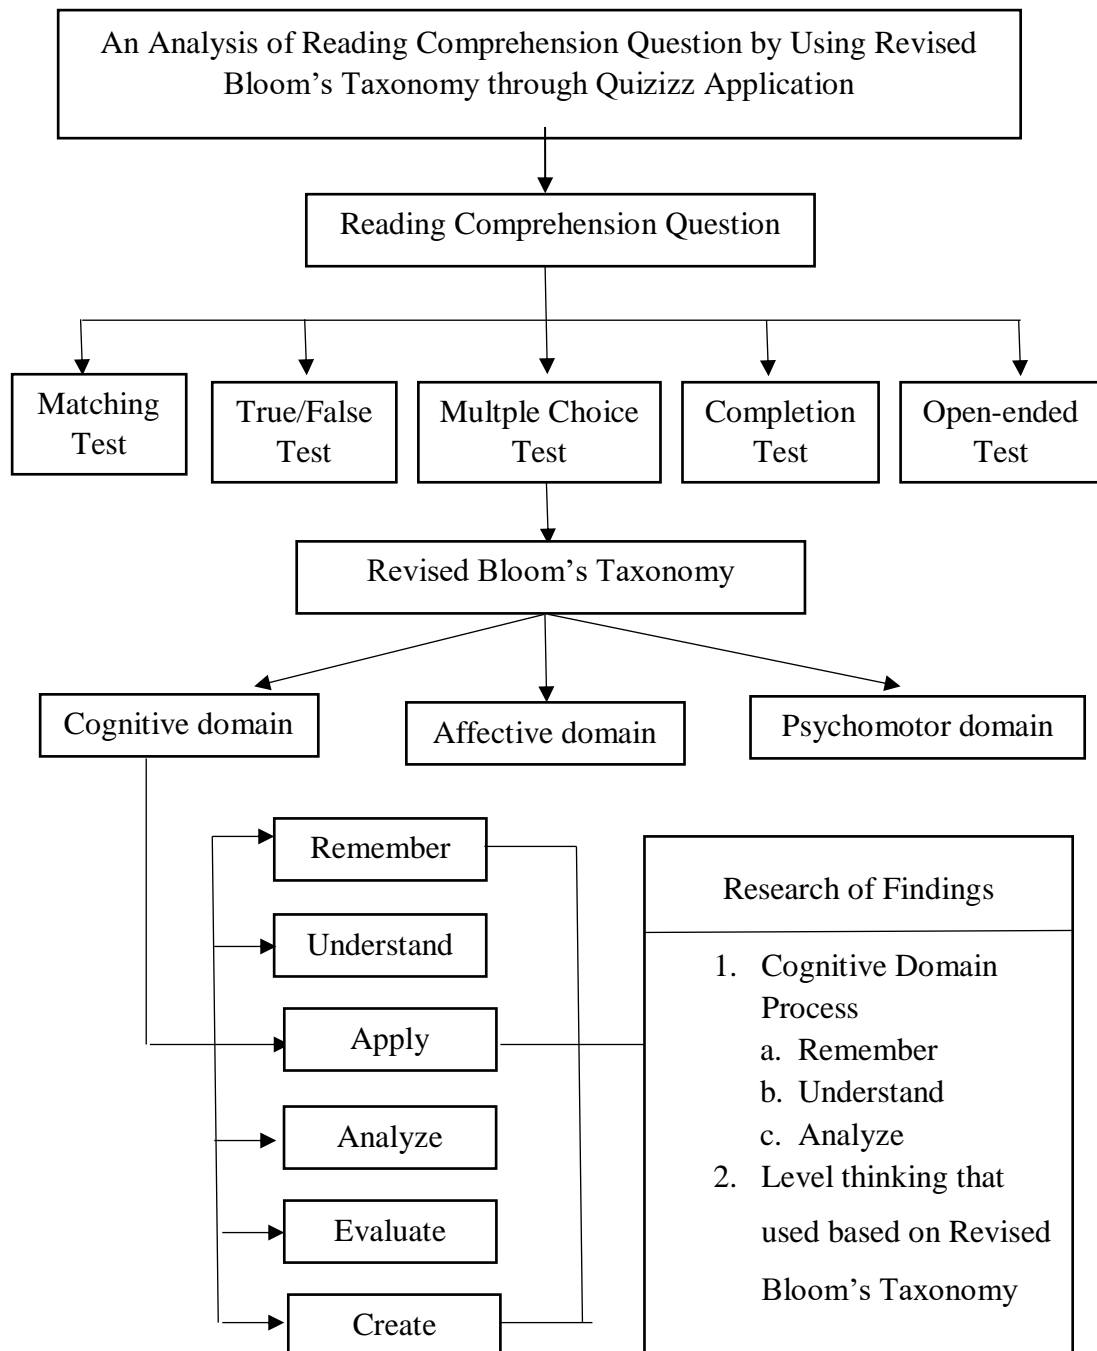 An Analysis of Reading Comprehension Question by Using Revised
Bloom’s Taxonomy through Quizizz Application
Reading Comprehension Question
Matching
Test
True/False
Test
Multple Choice
Test
Completion
Test
Open-ended
Test
Revised Bloom’s Taxonomy
Cognitive domain
Affective domain
Psychomotor domain
Remember
Understand
Apply
Analyze
Evaluate
Create
Research of Findings
1. Cognitive Domain
Process
a. Remember
b. Understand
c. Analyze
2. Level thinking that
used based on Revised
Bloom’s Taxonomy